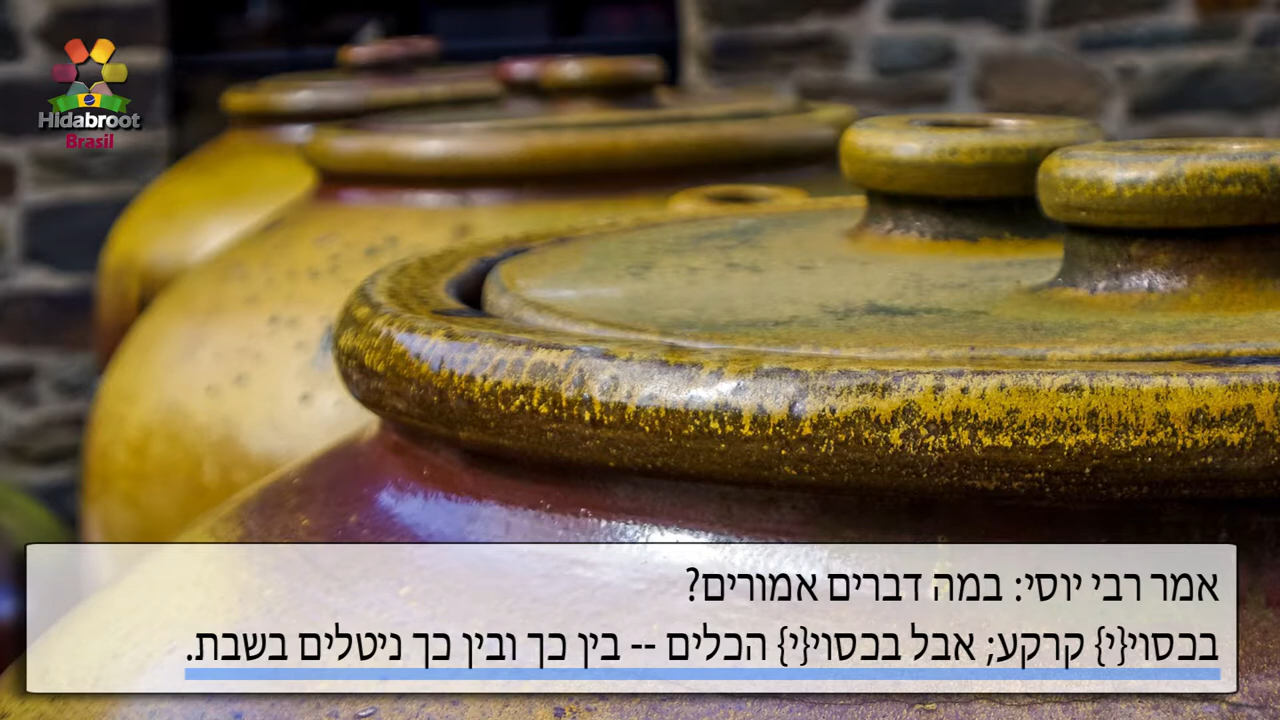 Hidabroot
Brasil
אמר רבי יוסי: במה דברים אמורים?
בכסוי{י} קרקע; אבל בכסוי{י} הכלים -- בין כך ובין כך ניטלים בשבת.